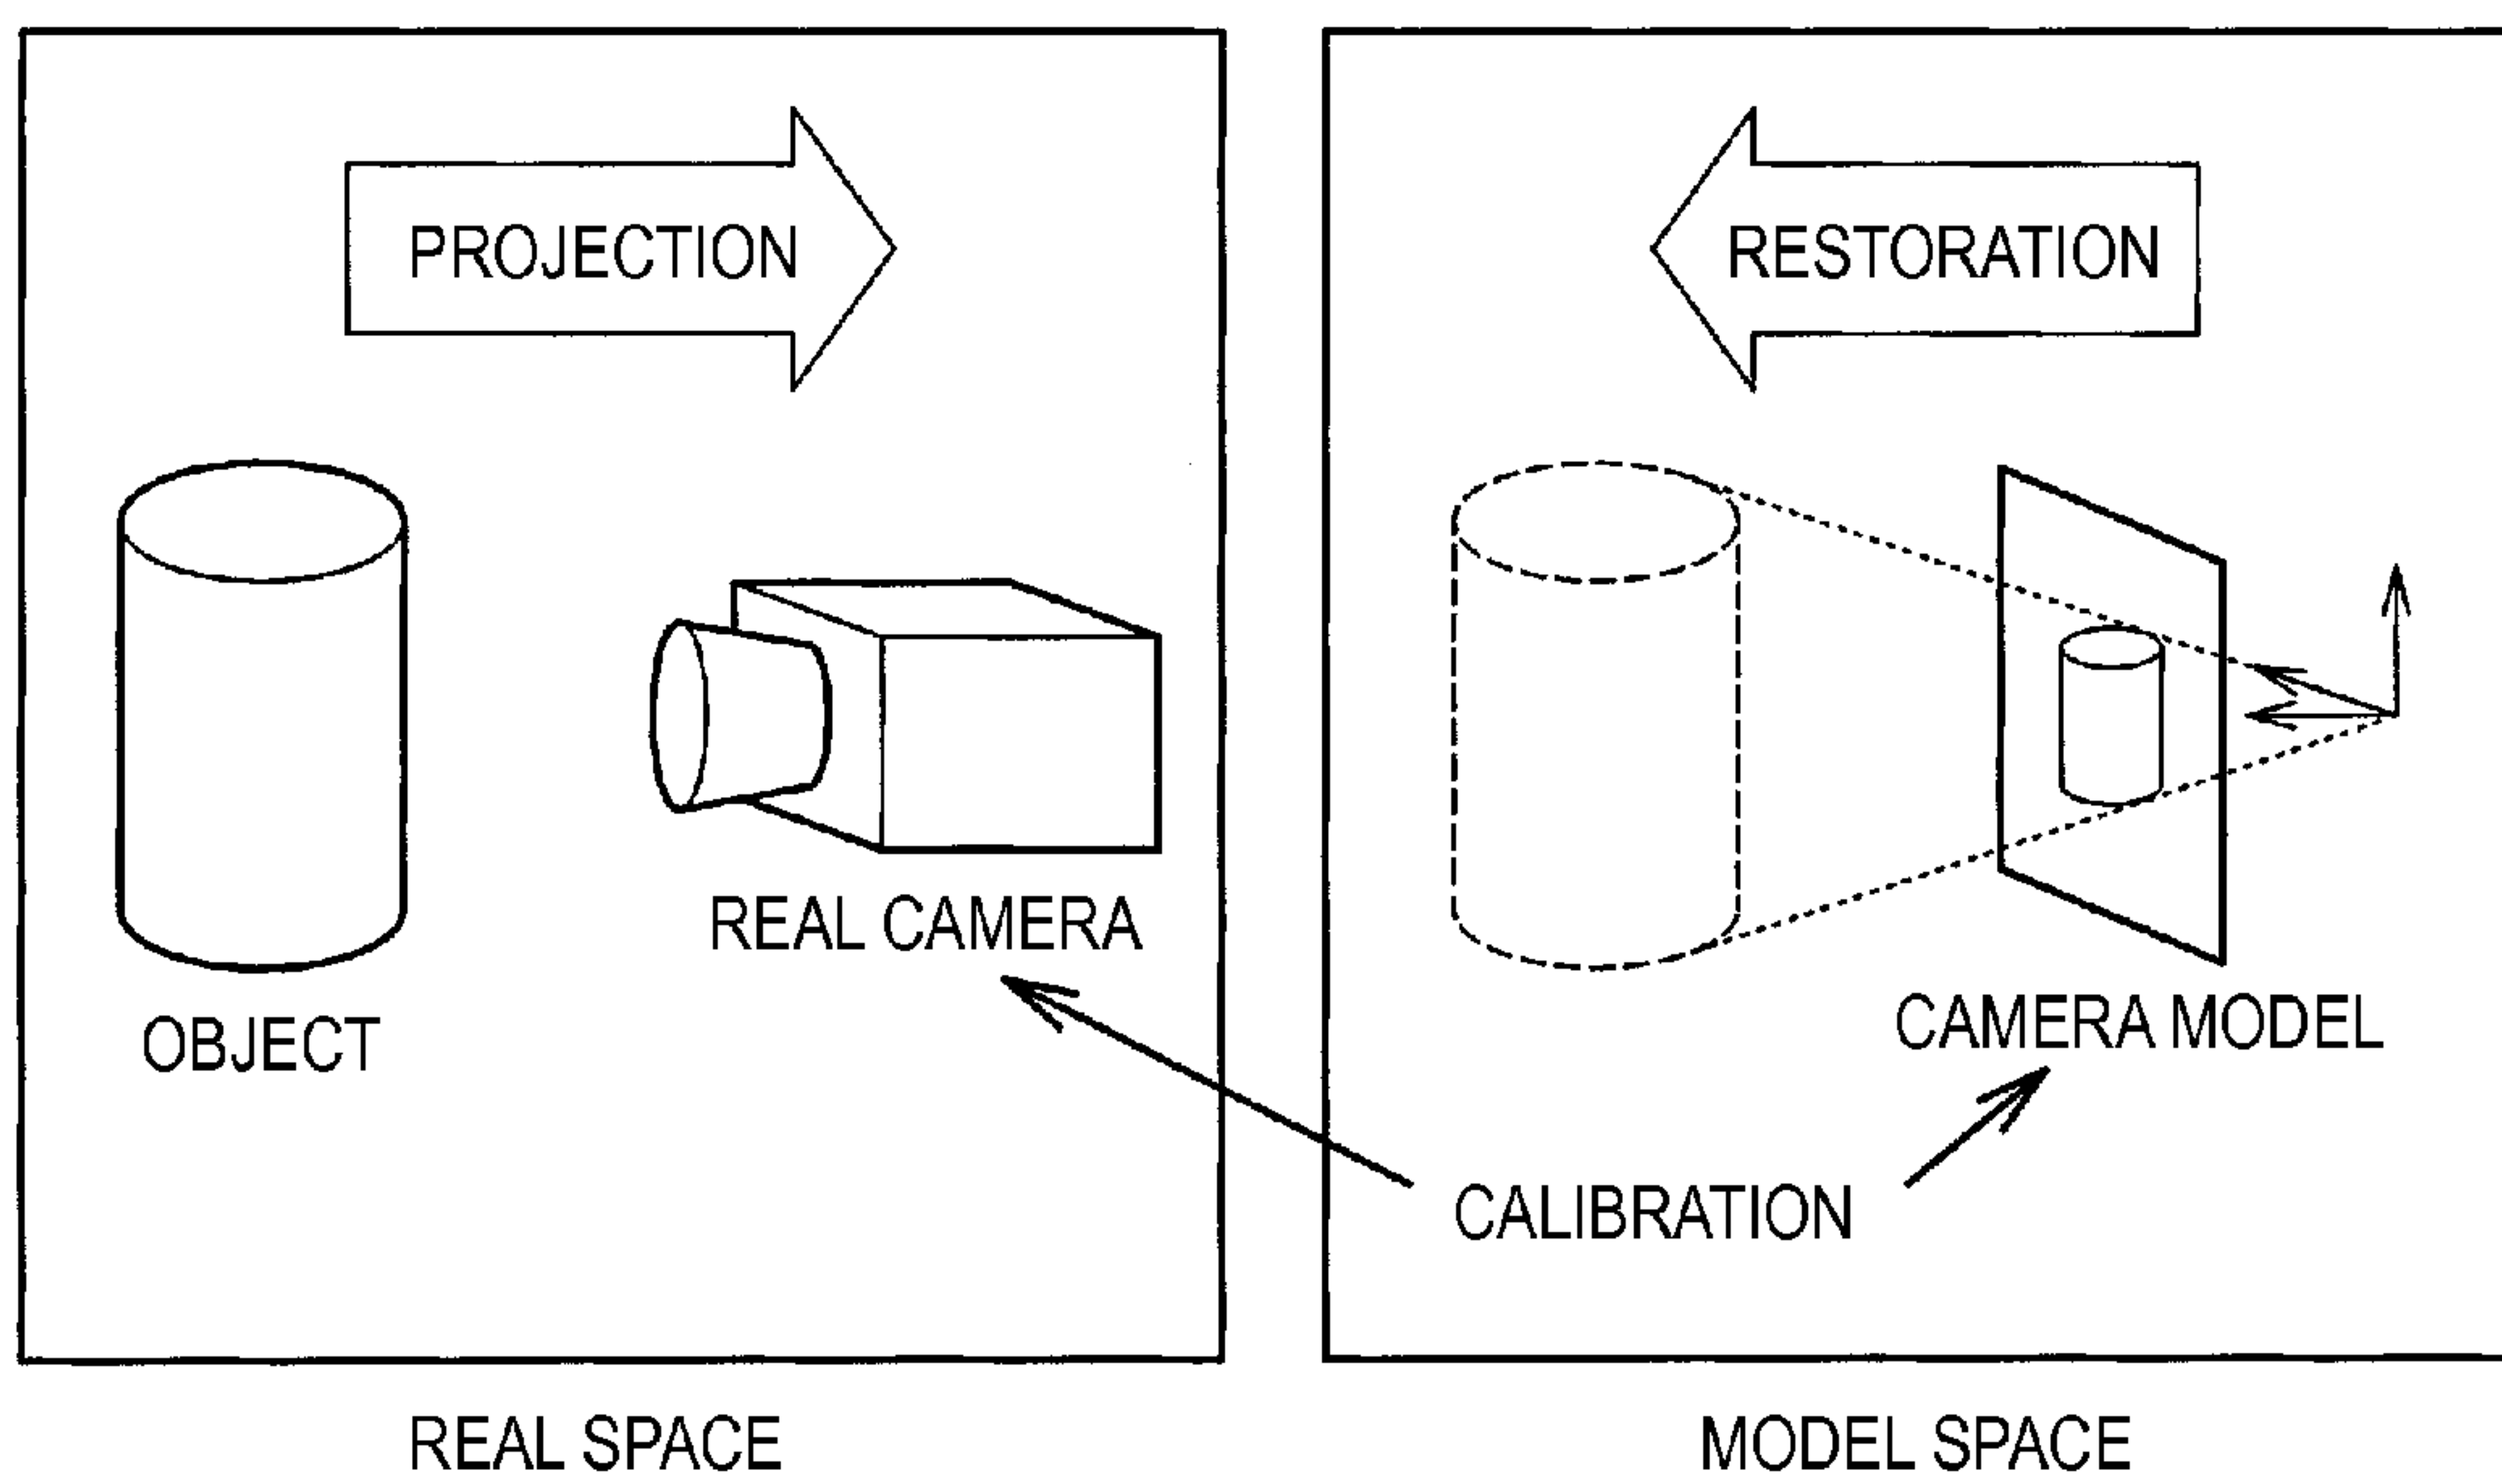 PROJECTION
RESTORATION
REAL CAMERA
OBJECT
CAMERA MODEL
CALIBRATION
REAL SPACE
MODEL SPACE